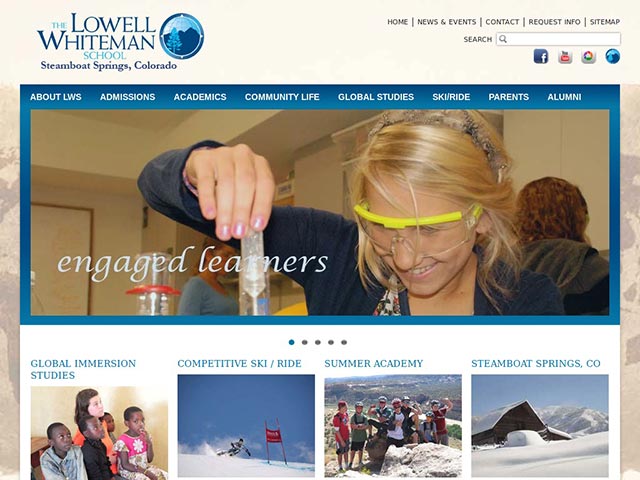 THE LOWELL
WHITEMAN
SCHOOL
Steamboat Springs, Colorado
HOME | NEWS & EVENTS | CONTACT | REQUEST INFO | SITEMAP
SEARCH
ABOUT LWS ADMISSIONS ACADEMICS COMMUNITY LIFE GLOBAL STUDIES SKI/RIDE PARENTS ALUMNI
engaged learners
GLOBAL IMMERSION
STUDIES
COMPETITIVE SKI / RIDE
SUMMER ACADEMY
STEAMBOAT SPRINGS, CO